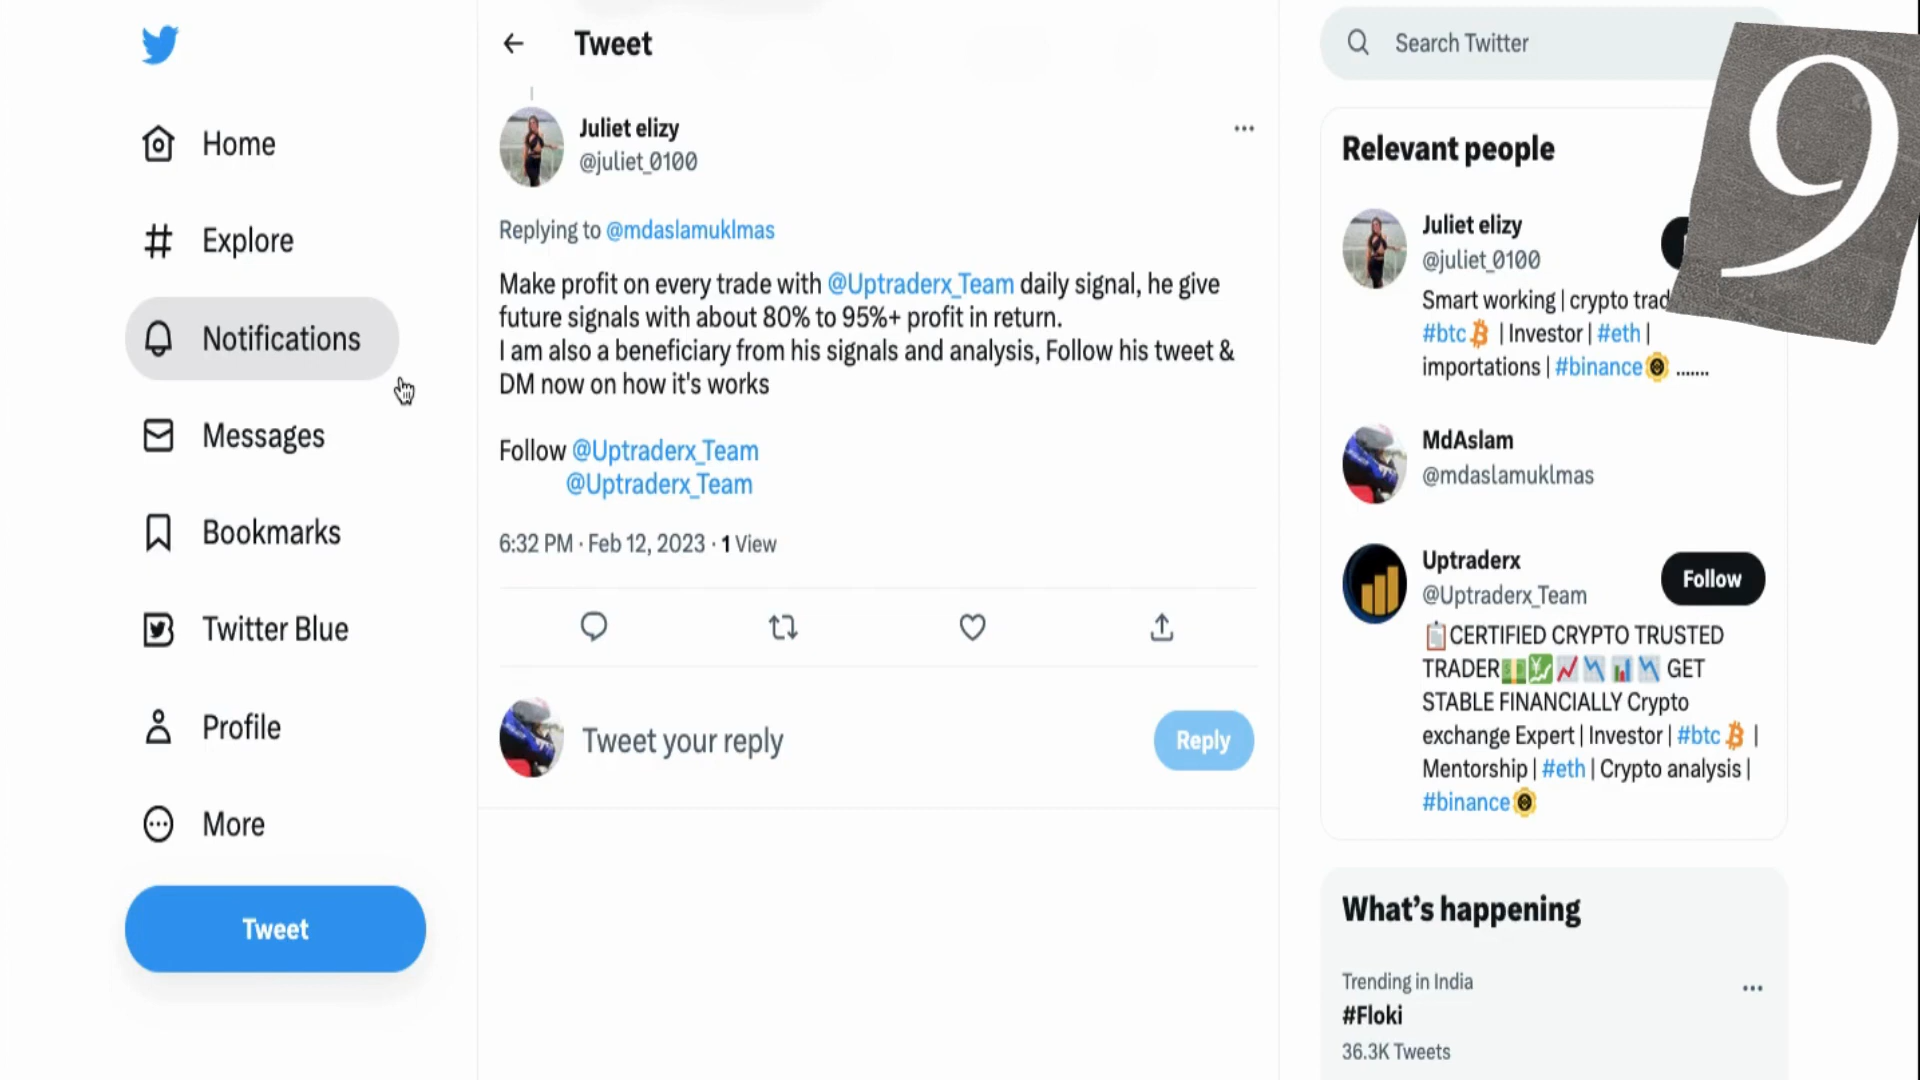 Home
Explore
Notifications
Messages
Bookmarks
Twitter Blue
Profile
More
Tweet
Tweet
Juliet elizy
@juliet_0100
Replying to @mdaslamuklmas
Make profit on every trade with @Uptraderx_Team daily signal, he give
future signals with about 80% to 95%+ profit in return.
I am also a beneficiary from his signals and analysis, Follow his tweet &
DM now on how it's works
Follow @Uptraderx_Team
@Uptraderx_Team
6:32 PM · Feb 12, 2023 · 1 View
Tweet your reply
Reply
Search Twitter
9
Relevant people
Juliet elizy
@juliet_0100
Smart working | crypto
#btc | Investor | #eth |
importations | #binance .......
MdAslam
@mdaslamuklmas
Uptraderx
@Uptraderx_Team
Follow
CERTIFIED CRYPTO TRUSTED
TRADER GET
STABLE FINANCIALLY Crypto
exchange Expert | Investor | #btc |
Mentorship | #eth | Crypto analysis |
#binance
What's happening
Trending in India
#Floki
36.3K Tweets